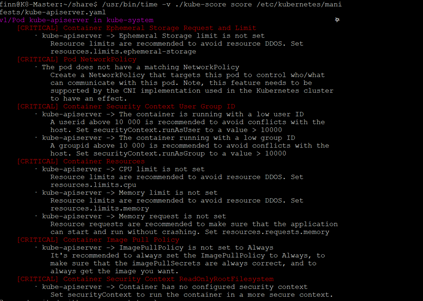 finn@K8-Master:~/share$ /usr/bin/time -v ./kube-score score /etc/kubernetes/mani
fests/kube-apiserver.yaml
v1/Pod kube-apiserver in kube-system
[CRITICAL] Container Ephemeral Storage Request and Limit
· kube-apiserver -> Ephemeral Storage limit is not set
Resource limits are recommended to avoid resource DDOS. Set
resources.limits.ephemeral-storage
[CRITICAL] Pod NetworkPolicy
· The pod does not have a matching NetworkPolicy
Create a NetworkPolicy that targets this pod to control who/what
can communicate with this pod. Note, this feature needs to be
supported by the CNI implementation used in the Kubernetes cluster
to have an effect.
[CRITICAL] Container Security Context User Group ID
· kube-apiserver -> The container is running with a low user ID
A userid above 10 000 is recommended to avoid conflicts with the
host. Set securityContext.runAsUser to a value > 10000
· kube-apiserver -> The container running with a low group ID
A groupid above 10 000 is recommended to avoid conflicts with the
host. Set securityContext.runAsGroup to a value > 10000
[CRITICAL] Container Resources
· kube-apiserver -> CPU limit is not set
Resource limits are recommended to avoid resource DDOS. Set
resources.limits.cpu
· kube-apiserver -> Memory limit is not set
Resource limits are recommended to avoid resource DDOS. Set
resources.limits.memory
· kube-apiserver -> Memory request is not set
Resource requests are recommended to make sure that the application
can start and run without crashing. Set resources.requests.memory
[CRITICAL] Container Image Pull Policy
· kube-apiserver -> ImagePullPolicy is not set to Always
It's recommended to always set the ImagePullPolicy to Always, to
make sure that the imagePullSecrets are always correct, and to
always get the image you want.
[CRITICAL] Container Security Context ReadOnlyRootFilesystem
· kube-apiserver -> Container has no configured security context
Set securityContext to run the container in a more secure context.